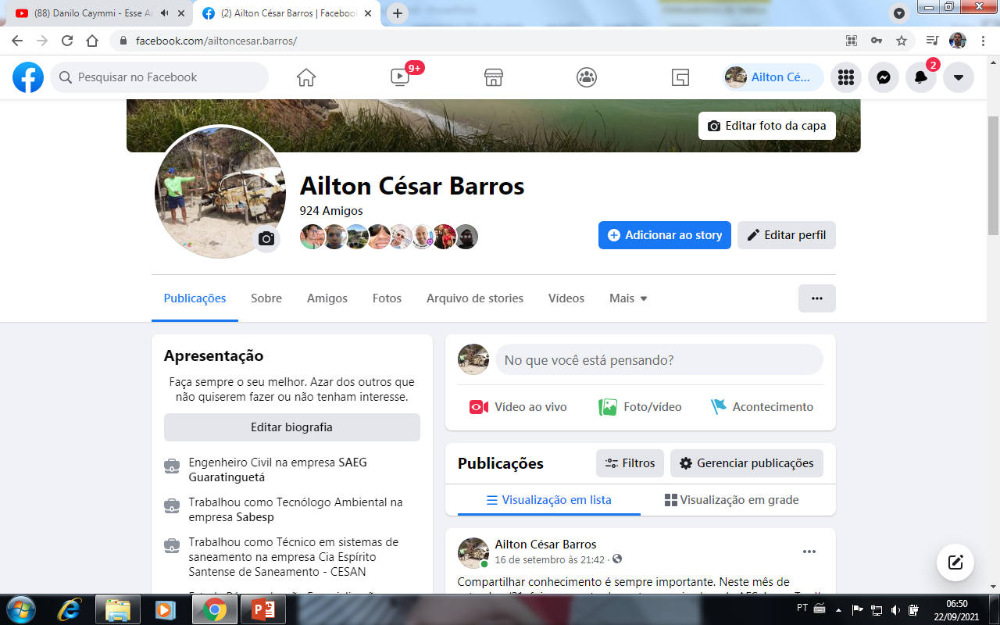 (88) Danilo Caymmi - Esse Ar
(2) Ailton César Barros | Facebook
facebook.com/ailtoncesar.barros/
Pesquisar no Facebook
9+
Ailton Cé...
2
Editar foto da capa
Ailton César Barros
924 Amigos
Adicionar ao story
Editar perfil
Publicações
Sobre
Amigos
Fotos
Arquivo de stories
Vídeos
Mais
Apresentação
Faça sempre o seu melhor. Azar dos outros que
não quiserem fazer ou não tenham interesse.
Editar biografia
Engenheiro Civil na empresa SAEG
Guaratinguetá
Trabalhou como Tecnólogo Ambiental na
empresa Sabesp
Trabalhou como Técnico em sistemas de
saneamento na empresa Cia Espírito
Santense de Saneamento - CESAN
No que você está pensando?
Vídeo ao vivo
Foto/vídeo
Acontecimento
Publicações
Filtros
Gerenciar publicações
Visualização em lista
Visualização em grade
Ailton César Barros
16 de setembro às 21:42 ·
Compartilhar conhecimento é sempre importante. Neste mês de
PT
06:50
22/09/2021